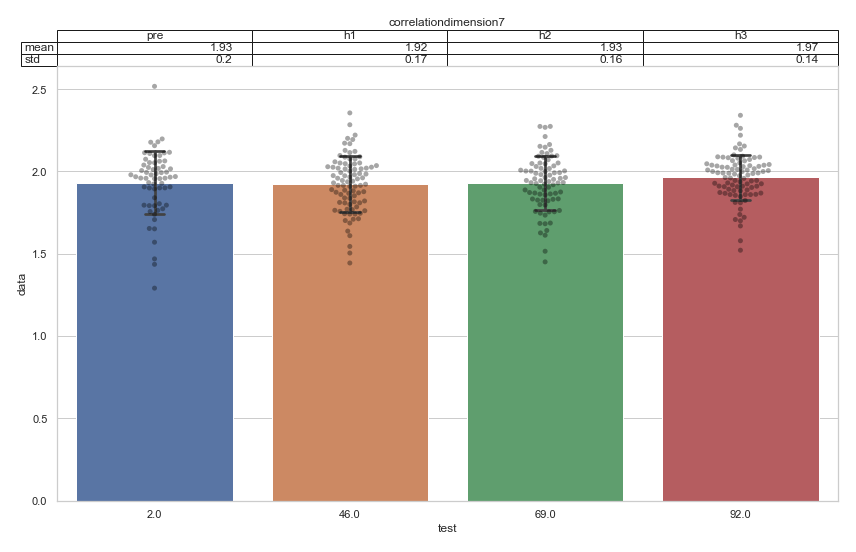 correlationdimension7
pre h1 h2 h3
mean 1.93 1.92 1.93 1.97
std 0.2 0.17 0.16 0.14
2.5
2.0
1.5
1.0
0.5
0.0
data
2.0 46.0 69.0 92.0
test